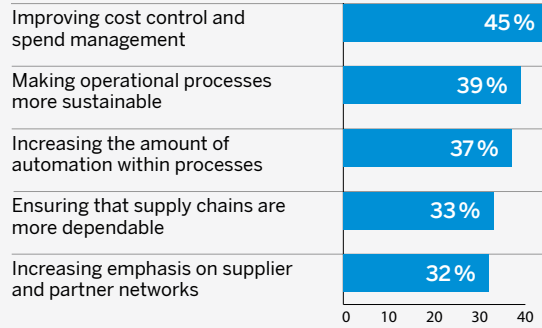 Improving cost control and
spend management
45 %
Making operational processes
more sustainable
39 %
Increasing the amount of
automation within processes
37 %
Ensuring that supply chains are
more dependable
33 %
Increasing emphasis on supplier
and partner networks
32 %
0 10 20 30 40